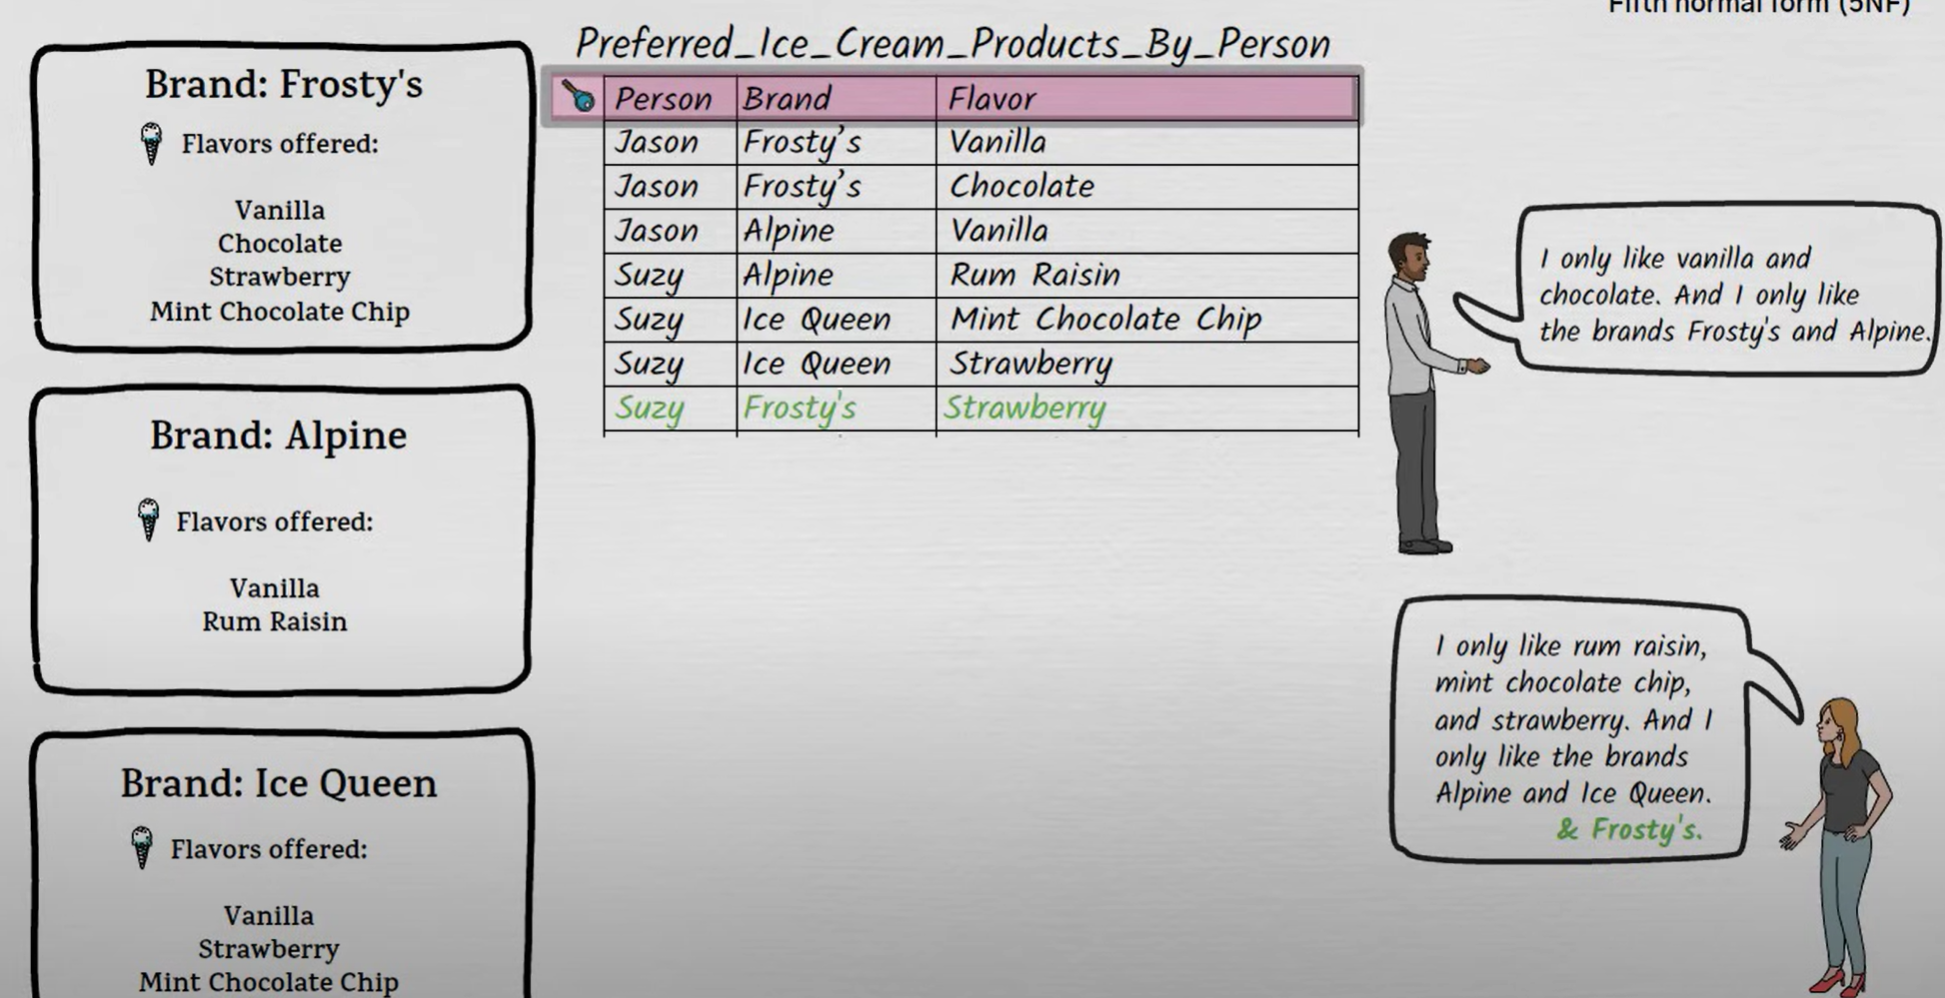 Fifth normal form (5NF)
Brand: Frosty's
Flavors offered:
Vanilla
Chocolate
Strawberry
Mint Chocolate Chip
Brand: Alpine
Flavors offered:
Vanilla
Rum Raisin
Brand: Ice Queen
Flavors offered:
Vanilla
Strawberry
Mint Chocolate Chip
Preferred_Ice_Cream_Products_By_Person
Person Brand Flavor
Jason Frosty's Vanilla
Jason Frosty's Chocolate
Jason Alpine Vanilla
Suzy Alpine Rum Raisin
Suzy Ice Queen Mint Chocolate Chip
Suzy Ice Queen Strawberry
Suzy Frosty's Strawberry
I only like vanilla and
chocolate. And I only like
the brands Frosty's and Alpine.
I only like rum raisin,
mint chocolate chip,
and strawberry. And I
only like the brands
Alpine and Ice Queen.
& Frosty's.